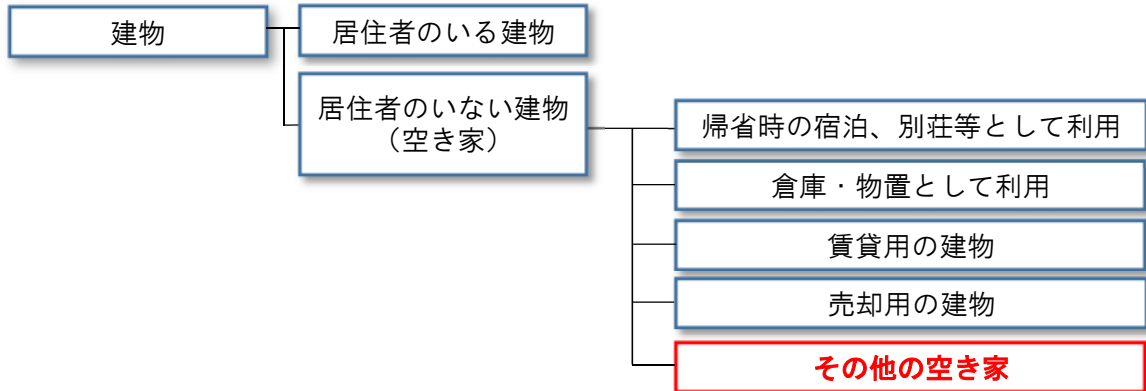 建物
居住者のいる建物
居住者のいない建物
（空き家）
帰省時の宿泊、別荘等として利用
倉庫・物置として利用
賃貸用の建物
売却用の建物
その他の空き家